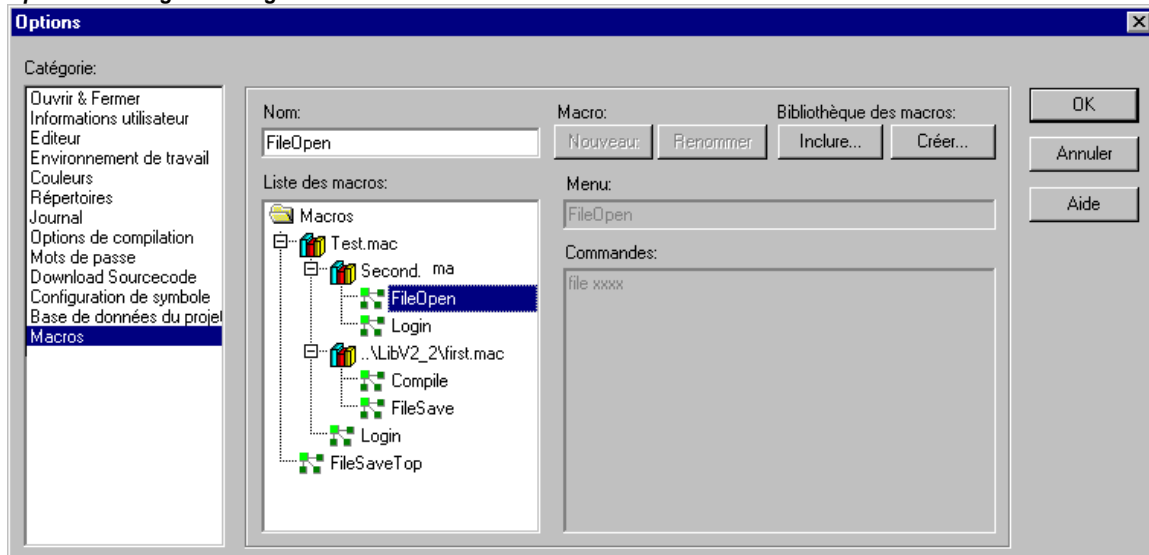 Options
Catégorie:
Ouvrir & Fermer
Informations utilisateur
Editeur
Environnement de travail
Couleurs
Répertoires
Journal
Options de compilation
Mots de passe
Download Sourcecode
Configuration de symbole
Base de données du projet
Macros
Nom:
FileOpen
Macro:
Nouveau:
Renommer
Bibliothèque des macros:
Inclure...
Créer...
Liste des macros:
Macros
Test.mac
Second. ma
FileOpen
Login
..\LibV2_2\first.mac
Compile
FileSave
Login
FileSaveTop
Menu:
FileOpen
Commandes:
file xxxx
OK
Annuler
Aide